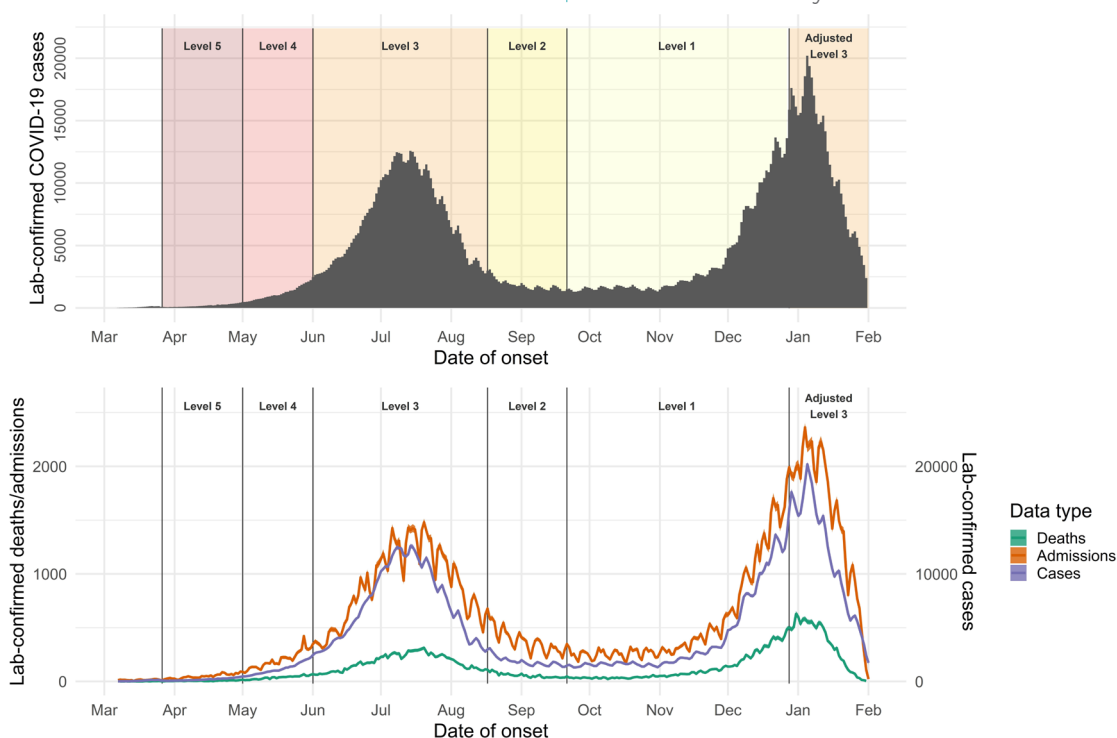 Level 5 Level 4 Level 3 Level 2 Level 1 Adjusted
Level 3
Lab-confirmed COVID-19 cases
20000
15000
10000
5000
0
Mar Apr May Jun Jul Aug Sep Oct Nov Dec Jan Feb
Date of onset
Level 5 Level 4 Level 3 Level 2 Level 1 Adjusted
Level 3
Lab-confirmed deaths/admissions
2000
1000
0
20000
10000
0
Lab-confirmed cases
Mar Apr May Jun Jul Aug Sep Oct Nov Dec Jan Feb
Date of onset
Data type
Deaths
Admissions
Cases